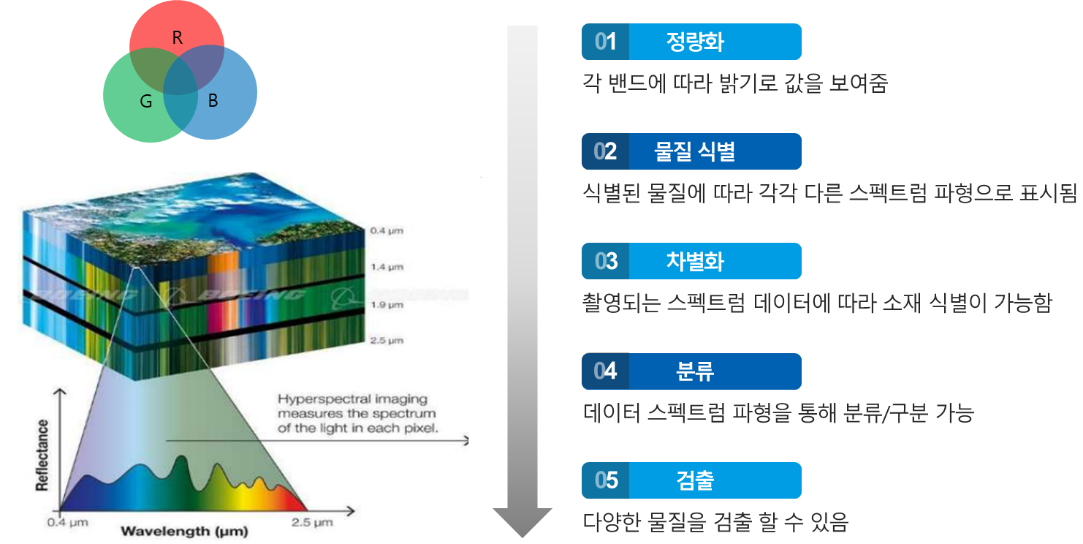 R
G
B
0.4 μm
1.4 μm
1.9 μm
2.5 μm
BOEING
BOEING
Hyperspectral imaging
measures the spectrum
of the light in each pixel.
Reflectance
0.4 μm
2.5 μm
Wavelength (μm)
01 정량화
각 밴드에 따라 밝기로 값을 보여줌
02 물질 식별
식별된 물질에 따라 각각 다른 스펙트럼 파형으로 표시됨
03 차별화
촬영되는 스펙트럼 데이터에 따라 소재 식별이 가능함
04 분류
데이터 스펙트럼 파형을 통해 분류/구분 가능
05 검출
다양한 물질을 검출 할 수 있음